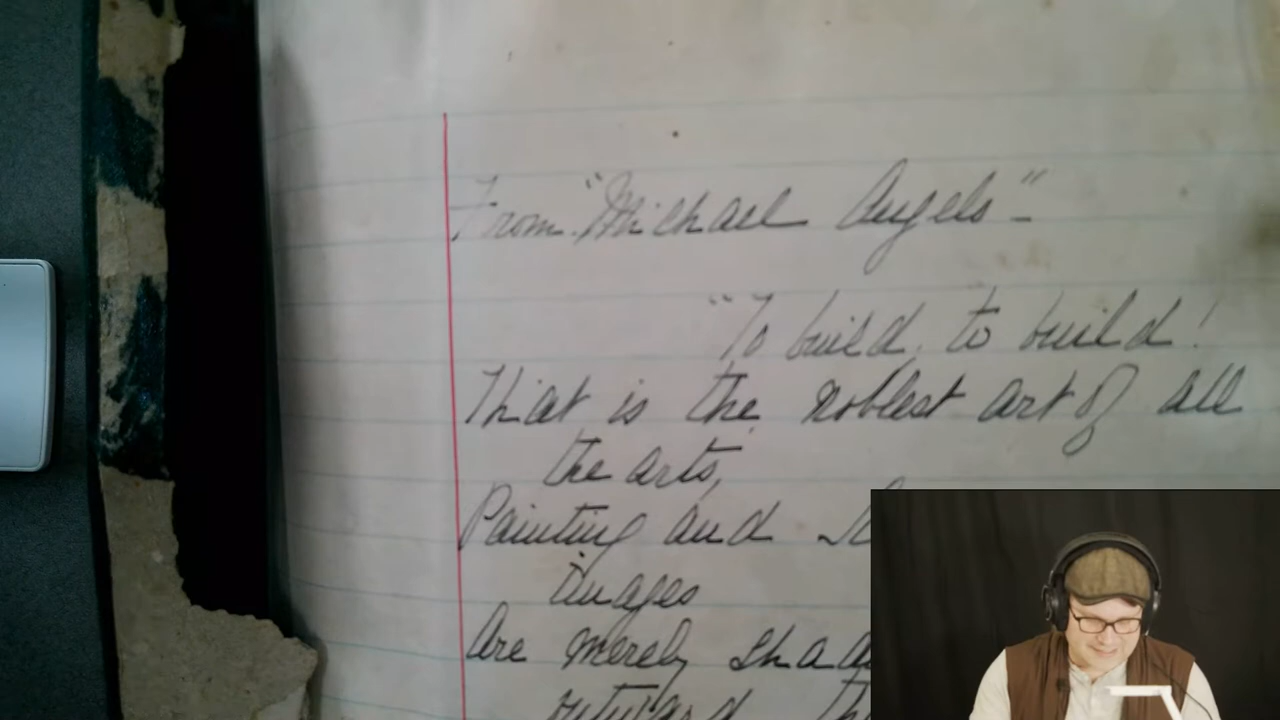 From "Michael Angelo" -
"To build, to build!
That is the noblest art of all
the arts,
Painting and
images
Are merely
outward